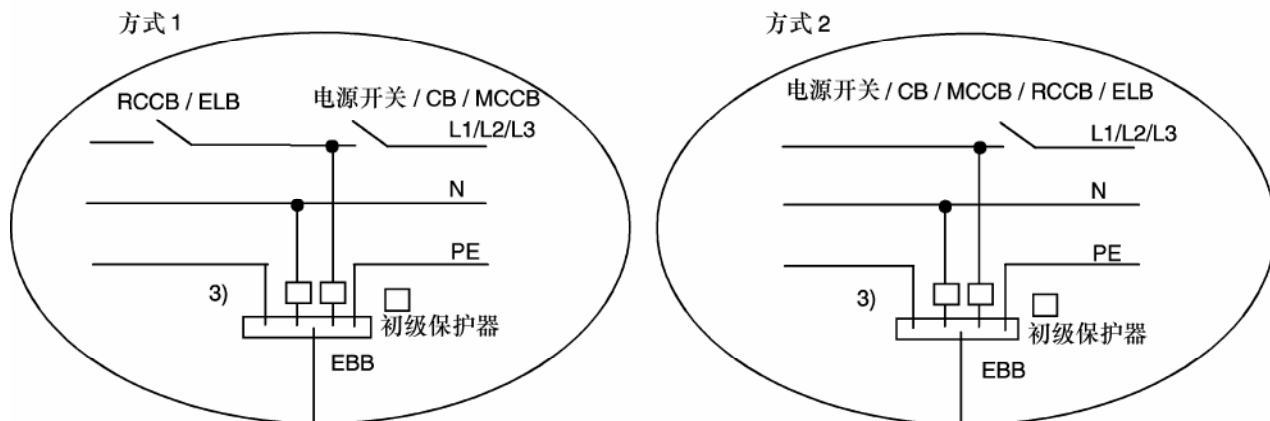 方式 1
RCCB / ELB
电源开关 / CB / MCCB
L1/L2/L3
N
PE
3)
初级保护器
EBB
方式 2
电源开关 / CB / MCCB / RCCB / ELB
L1/L2/L3
N
PE
3)
初级保护器
EBB